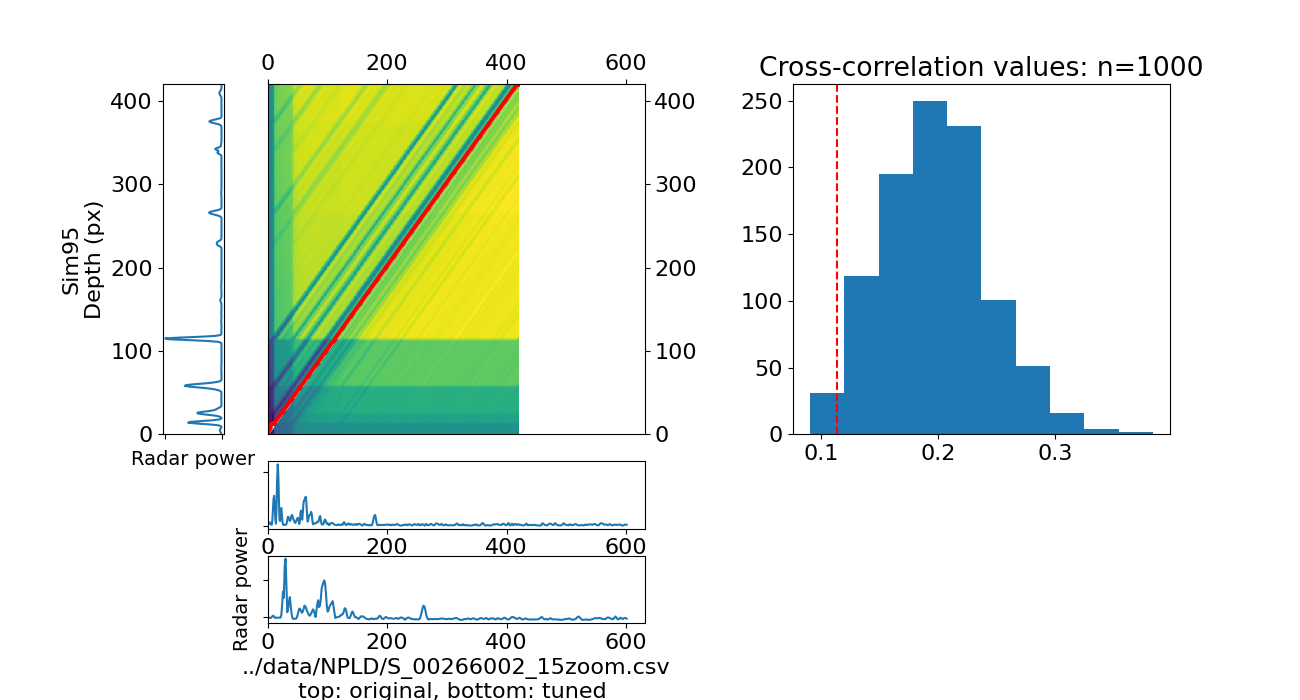 0 200 400 600
Cross-correlation values: n=1000
Sim95
Depth (px)
400
300
200
100
0
400
300
200
100
0
250
200
150
100
50
0
0.1 0.2 0.3
Radar power
0 200 400 600
Radar power
0 200 400 600
../data/NPLD/S_00266002_15zoom.csv
top: original, bottom: tuned